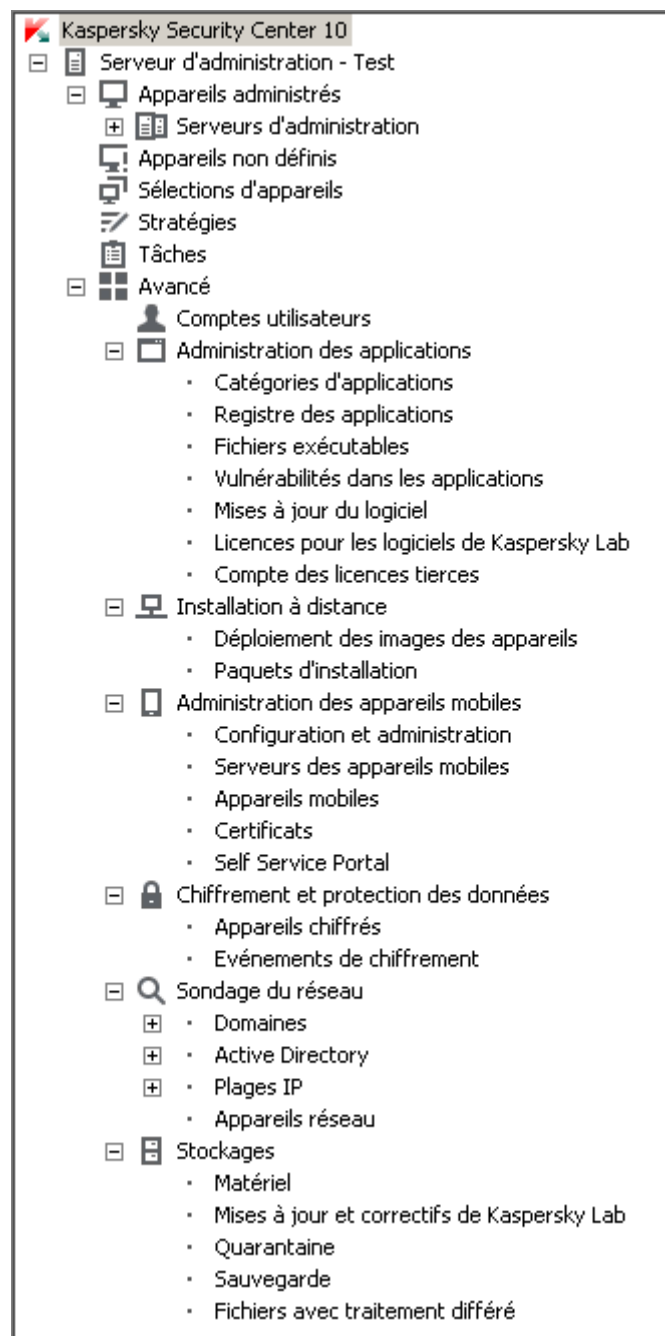 Kaspersky Security Center 10
Serveur d'administration - Test
Appareils administrés
Serveurs d'administration
Appareils non définis
Sélections d'appareils
Stratégies
Tâches
Avancé
Comptes utilisateurs
Administration des applications
Catégories d'applications
Registre des applications
Fichiers exécutables
Vulnérabilités dans les applications
Mises à jour du logiciel
Licences pour les logiciels de Kaspersky Lab
Compte des licences tierces
Installation à distance
Déploiement des images des appareils
Paquets d'installation
Administration des appareils mobiles
Configuration et administration
Serveurs des appareils mobiles
Appareils mobiles
Certificats
Self Service Portal
Chiffrement et protection des données
Appareils chiffrés
Evénements de chiffrement
Sondage du réseau
Domaines
Active Directory
Plages IP
Appareils réseau
Stockages
Matériel
Mises à jour et correctifs de Kaspersky Lab
Quarantaine
Sauvegarde
Fichiers avec traitement différé